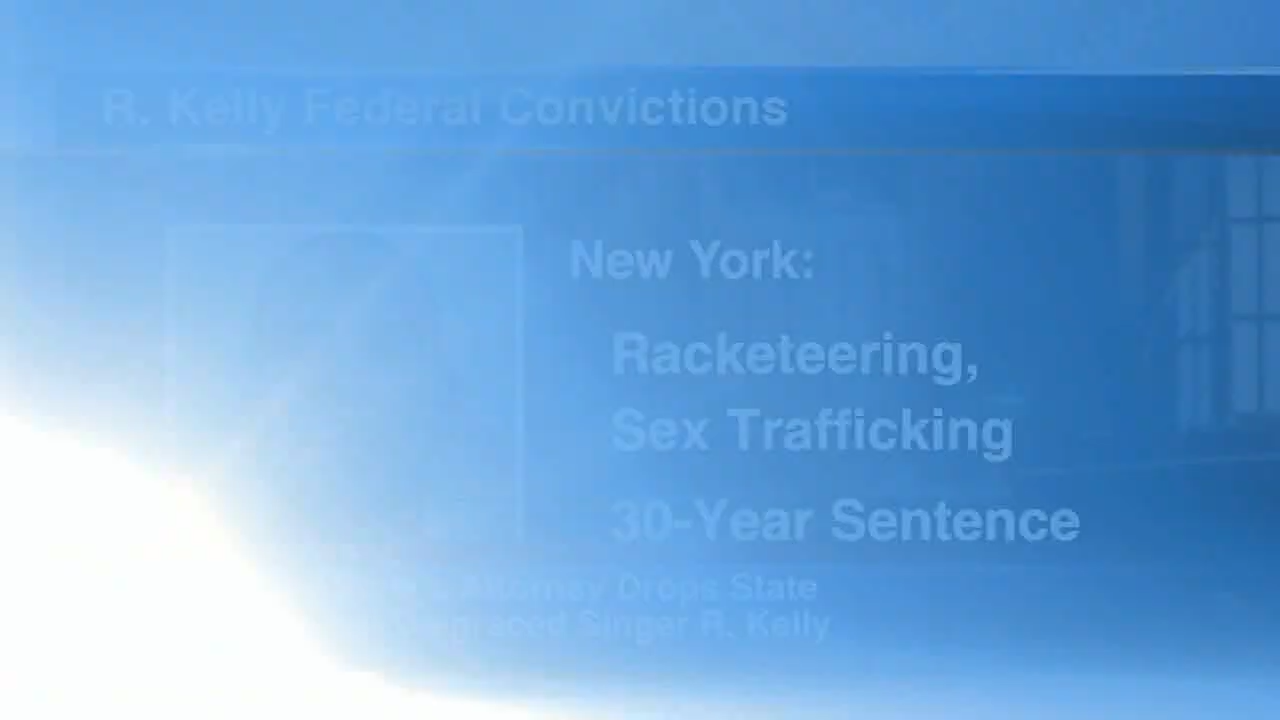 R. Kelly Federal Convictions
New York:
Racketeering,
Sex Trafficking
30-Year Sentence
Attorney Drops State
Singer R. Kelly